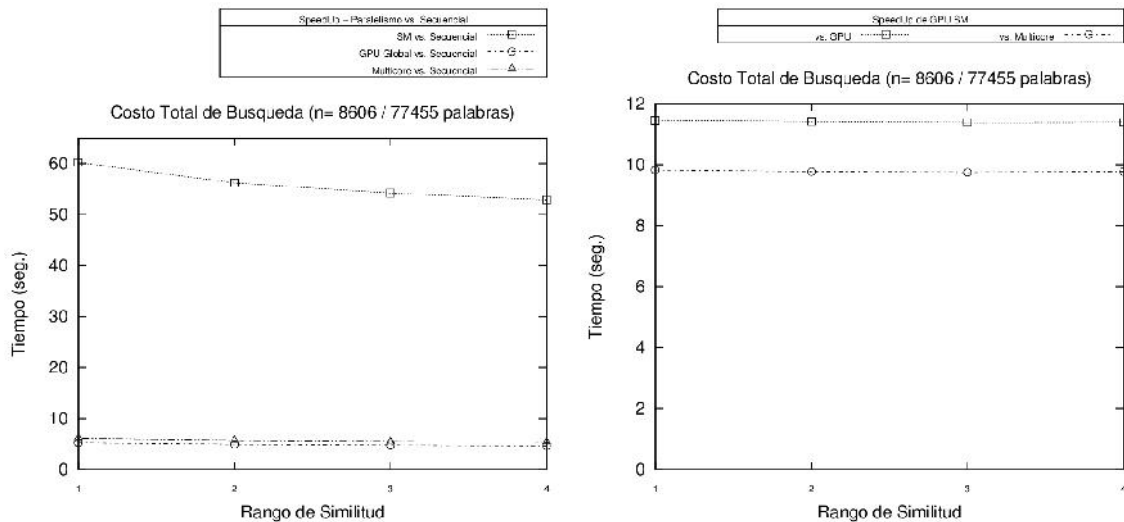 SpeedUp – Paralelismo vs. Secuencial
SM vs. Secuencial
GPU Global vs. Secuencial
Multicore vs. Secuencial
Costo Total de Busqueda (n= 8606 / 77455 palabras)
60
50
40
30
20
10
0
Tiempo (seg.)
1 2 3 4
Rango de Similitud
SpeedUp de GPU SM
vs. GPU vs. Multicore
Costo Total de Busqueda (n= 8606 / 77455 palabras)
12
10
8
6
4
2
0
Tiempo (seg.)
1 2 3 4
Rango de Similitud